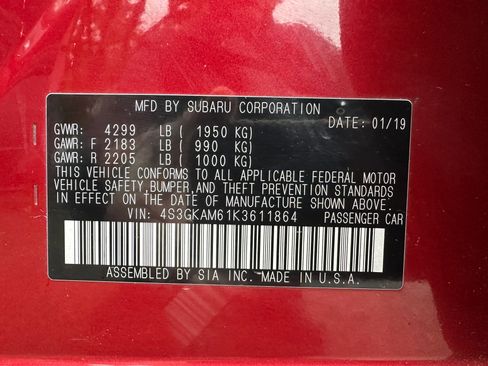 MFD BY SUBARU CORPORATION
DATE: 01/19
GVWR: 4299 LB ( 1950 KG)
GAWR: F 2183 LB ( 990 KG)
GAWR: R 2205 LB ( 1000 KG)
THIS VEHICLE CONFORMS TO ALL APPLICABLE FEDERAL MOTOR
VEHICLE SAFETY,BUMPER,AND THEFT PREVENTION STANDARDS
IN EFFECT ON THE DATE OF MANUFACTURE SHOWN ABOVE.
VIN: 4S3GKAM61K3611864 PASSENGER CAR
ASSEMBLED BY SIA INC. MADE IN U.S.A.